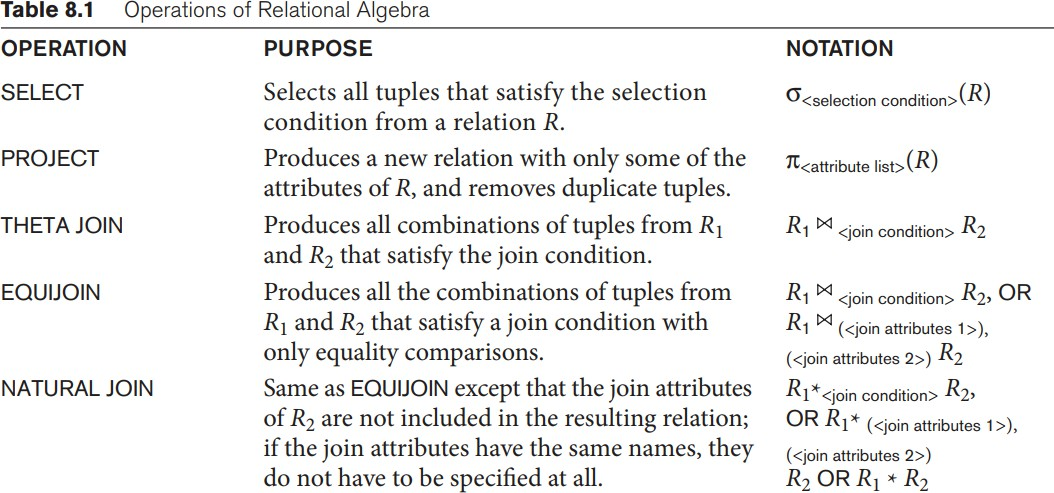 Table 8.1 Operations of Relational Algebra
OPERATION PURPOSE NOTATION
SELECT Selects all tuples that satisfy the selection σ<selection condition>(R)
condition from a relation R.
PROJECT Produces a new relation with only some of the π<attribute list>(R)
attributes of R, and removes duplicate tuples.
THETA JOIN Produces all combinations of tuples from R1 R1 ⋈ <join condition> R2
and R2 that satisfy the join condition.
EQUIJOIN Produces all the combinations of tuples from R1 ⋈ <join condition> R2, OR
R1 and R2 that satisfy a join condition with R1 ⋈ (<join attributes 1>),
only equality comparisons. (<join attributes 2>) R2
NATURAL JOIN Same as EQUIJOIN except that the join attributes R1*<join condition> R2,
of R2 are not included in the resulting relation; OR R1* (<join attributes 1>),
if the join attributes have the same names, they (<join attributes 2>)
do not have to be specified at all. R2 OR R1 * R2